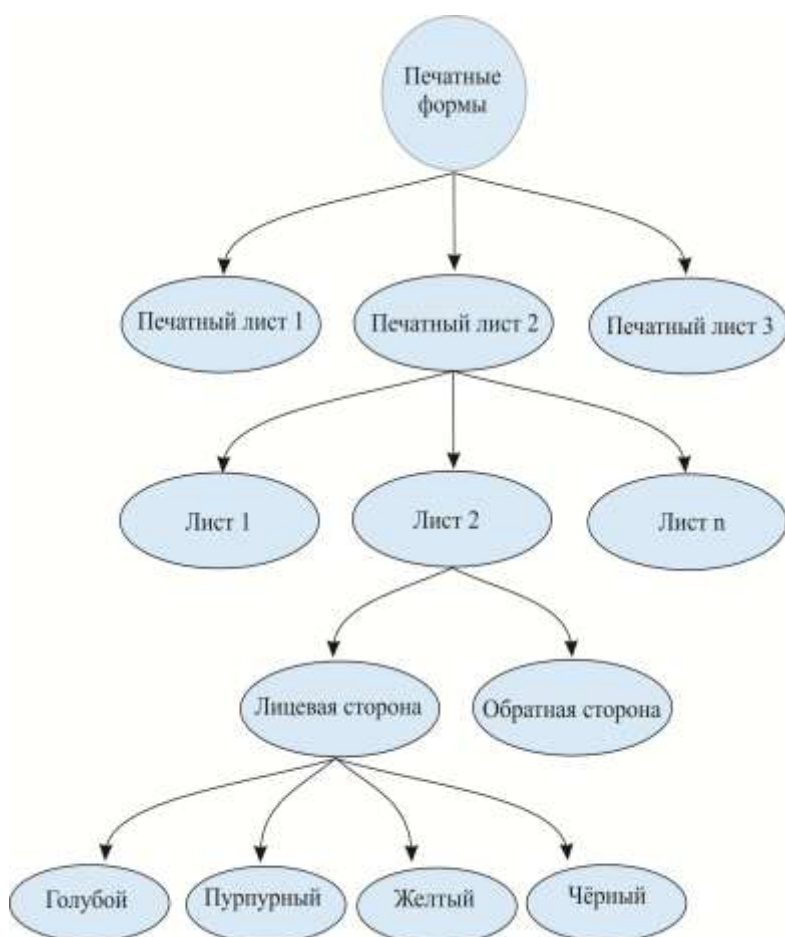 Печатные
формы
Печатный лист 1
Печатный лист 2
Печатный лист 3
Лист 1
Лист 2
Лист n
Лицевая сторона
Обратная сторона
Голубой
Пурпурный
Желтый
Чёрный